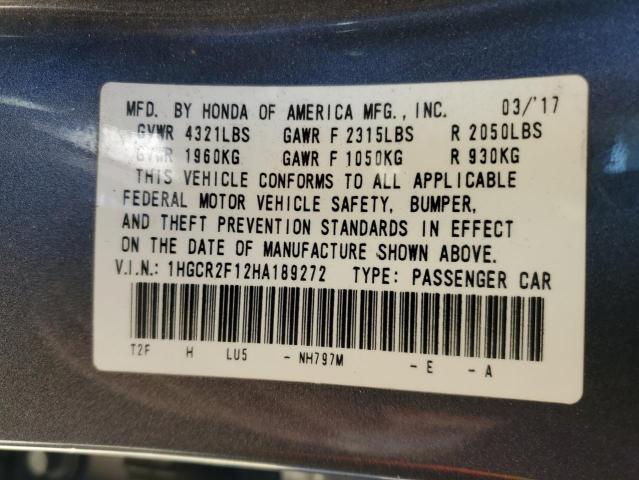 MFD. BY HONDA OF AMERICA MFG., INC. 03/'17
GVWR 4321LBS GAWR F 2315LBS R 2050LBS
GVWR 1960KG GAWR F 1050KG R 930KG
THIS VEHICLE CONFORMS TO ALL APPLICABLE
FEDERAL MOTOR VEHICLE SAFETY, BUMPER,
AND THEFT PREVENTION STANDARDS IN EFFECT
ON THE DATE OF MANUFACTURE SHOWN ABOVE.
V.I.N.: 1HGCR2F12HA189272 TYPE: PASSENGER CAR
T2F H LU5 - NH797M - E - A